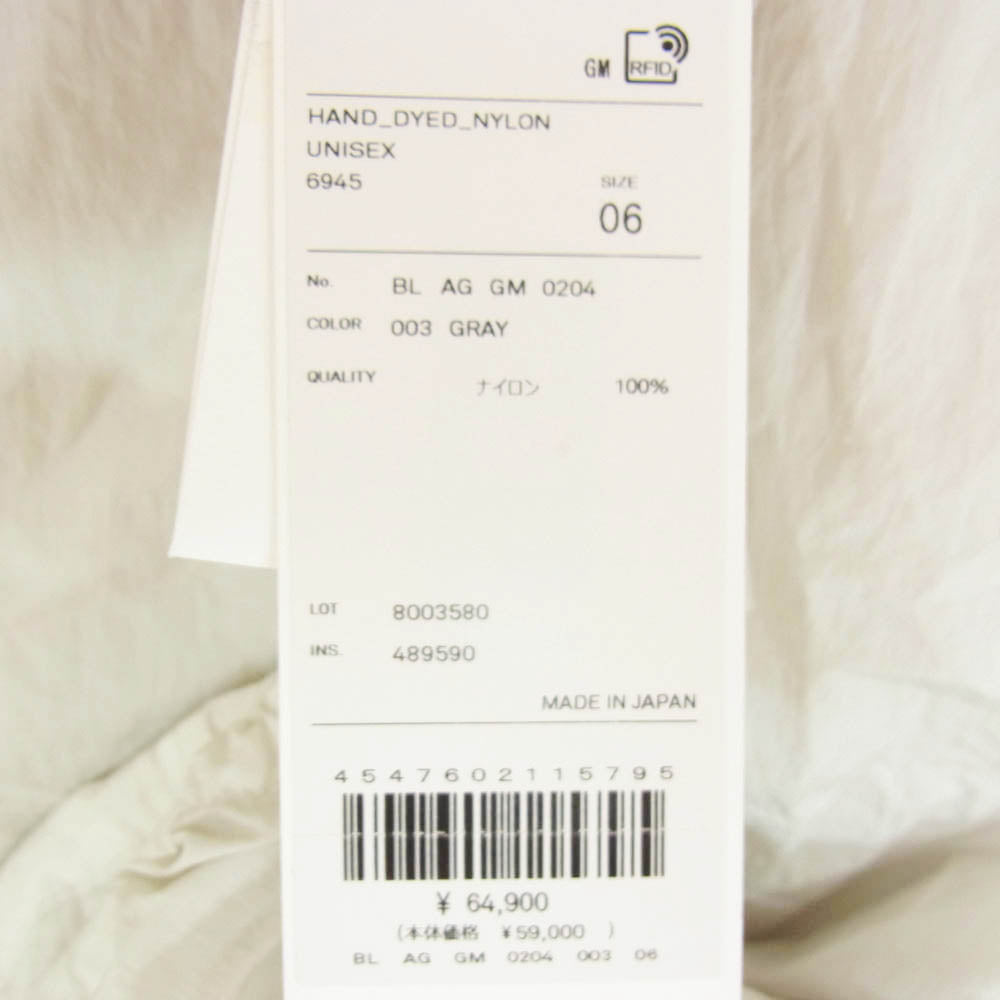 GM RFID
HAND_DYED_NYLON
UNISEX
6945
SIZE
06
No. BL AG GM 0204
COLOR 003 GRAY
QUALITY ナイロン 100%
LOT 8003580
INS. 489590
MADE IN JAPAN
4547602115795
¥ 64,900
(本体価格 ¥59,000 )
BL AG GM 0204 003 06